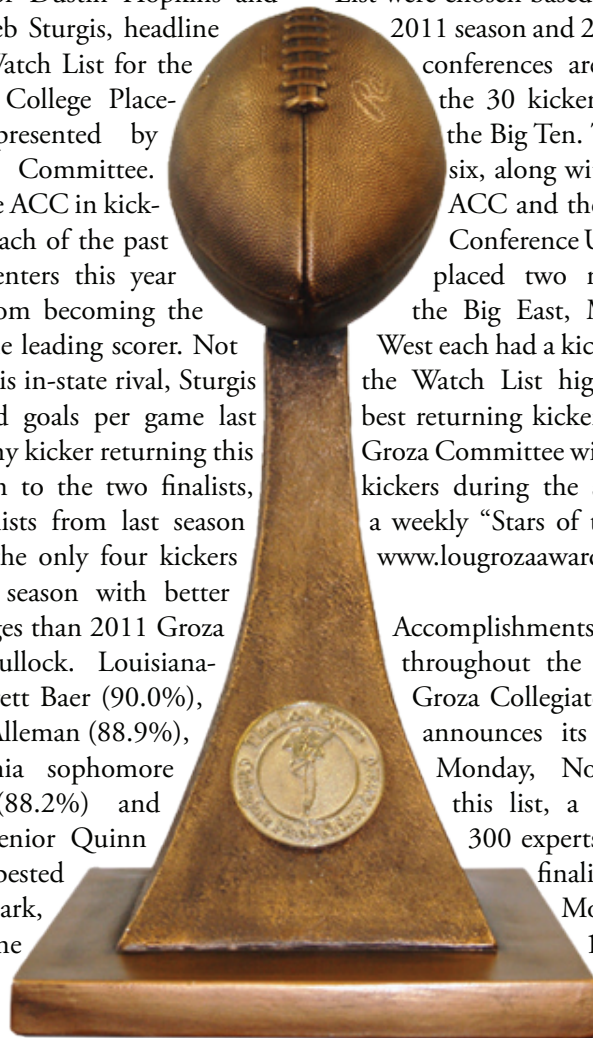 Dustin Hopkins and
eb Sturgis, headline
Watch List for the
College Place-
presented by
Committee.
e ACC in kick-
ach of the past
enters this year
om becoming the
e leading scorer. Not
is in-state rival, Sturgis
d goals per game last
ny kicker returning this
n to the two finalists,
lists from last season
he only four kickers
season with better
ges than 2011 Groza
ullock. Louisiana-
ett Baer (90.0%),
Alleman (88.9%),
nia sophomore
(88.2%) and
enior Quinn
bested
ark,
ne
List were chosen based
2011 season and 2
conferences are
the 30 kicker
the Big Ten.
six, along wi
ACC and the
Conference U
placed two
the Big East, M
West each had a kic
the Watch List hig
best returning kicke
Groza Committee wi
kickers during the
a weekly “Stars of t
www.lougrozaaward
Accomplishments
throughout the
Groza Collegiat
announces its
Monday, No
this list, a
300 experts
finali
Mo